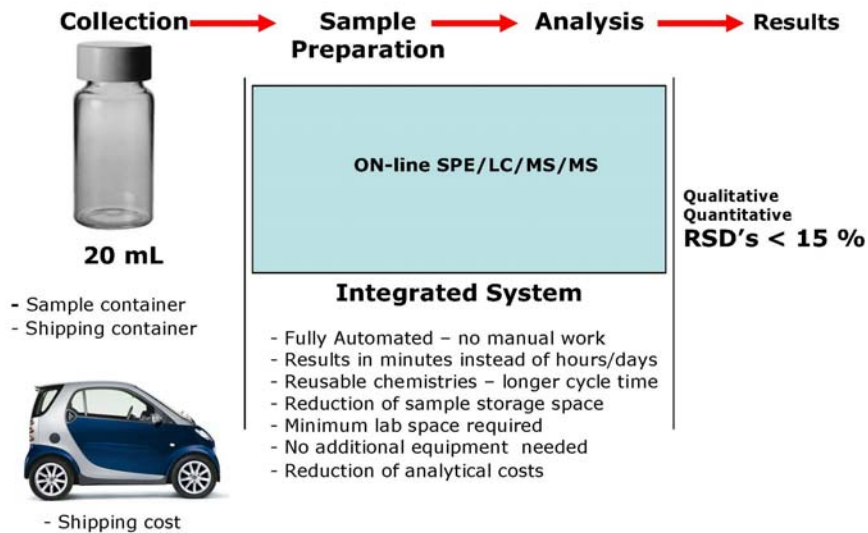 Collection
Sample
Preparation
Analysis
Results
ON-line SPE/LC/MS/MS
Qualitative
Quantitative
RSD's < 15 %
20 mL
- Sample container
- Shipping container
Integrated System
- Fully Automated – no manual work
- Results in minutes instead of hours/days
- Reusable chemistries – longer cycle time
- Reduction of sample storage space
- Minimum lab space required
- No additional equipment needed
- Reduction of analytical costs
- Shipping cost